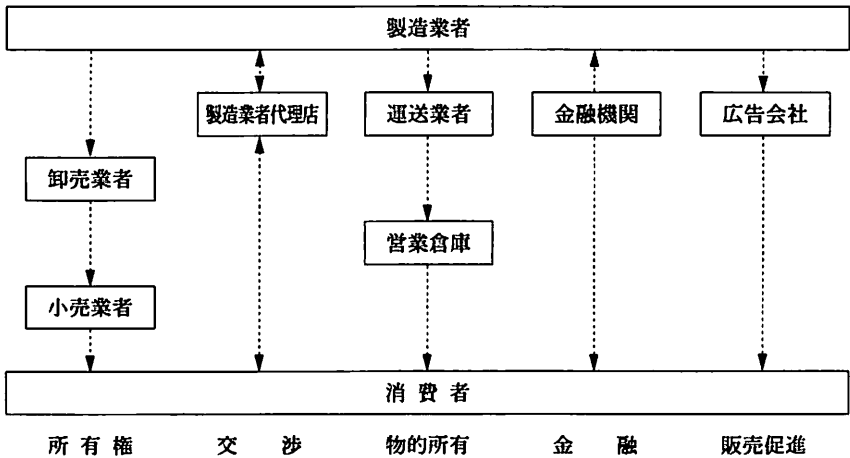 製造業者
製造業者代理店 運送業者 金融機関 広告会社
卸売業者
営業倉庫
小売業者
消費者
所有権 交渉 物的所有 金融 販売促進